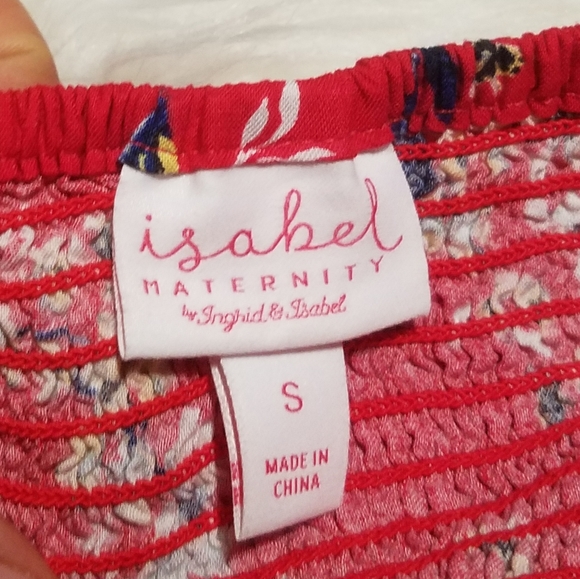 isabel
MATERNITY
by Ingrid & Isabel
S
MADE IN
CHINA